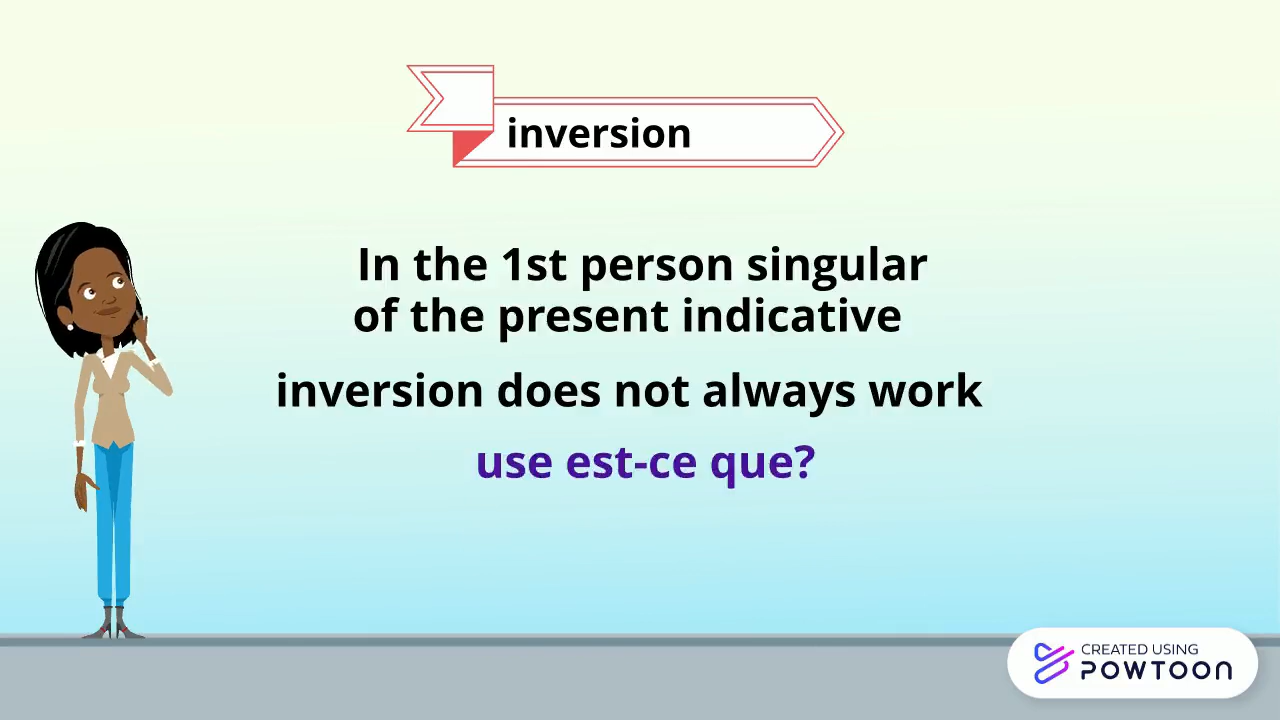 inversion
In the 1st person singular
of the present indicative
inversion does not always work
use est-ce que?
CREATED USING
POWTOON